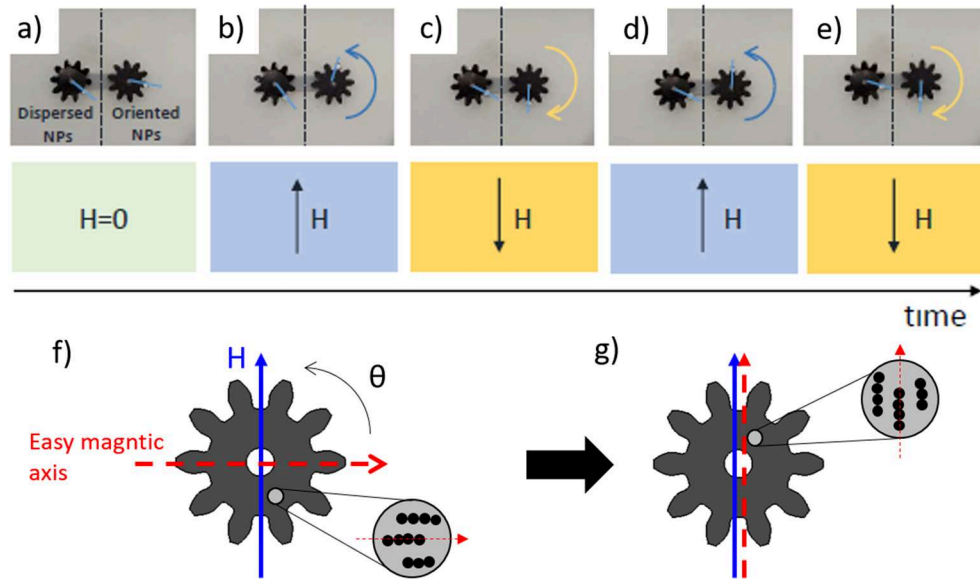 a)
b)
c)
d)
e)
Dispersed Oriented
NPs NPs
H=0
H
H
H
H
time
f)
H
θ
g)
Easy magntic
axis